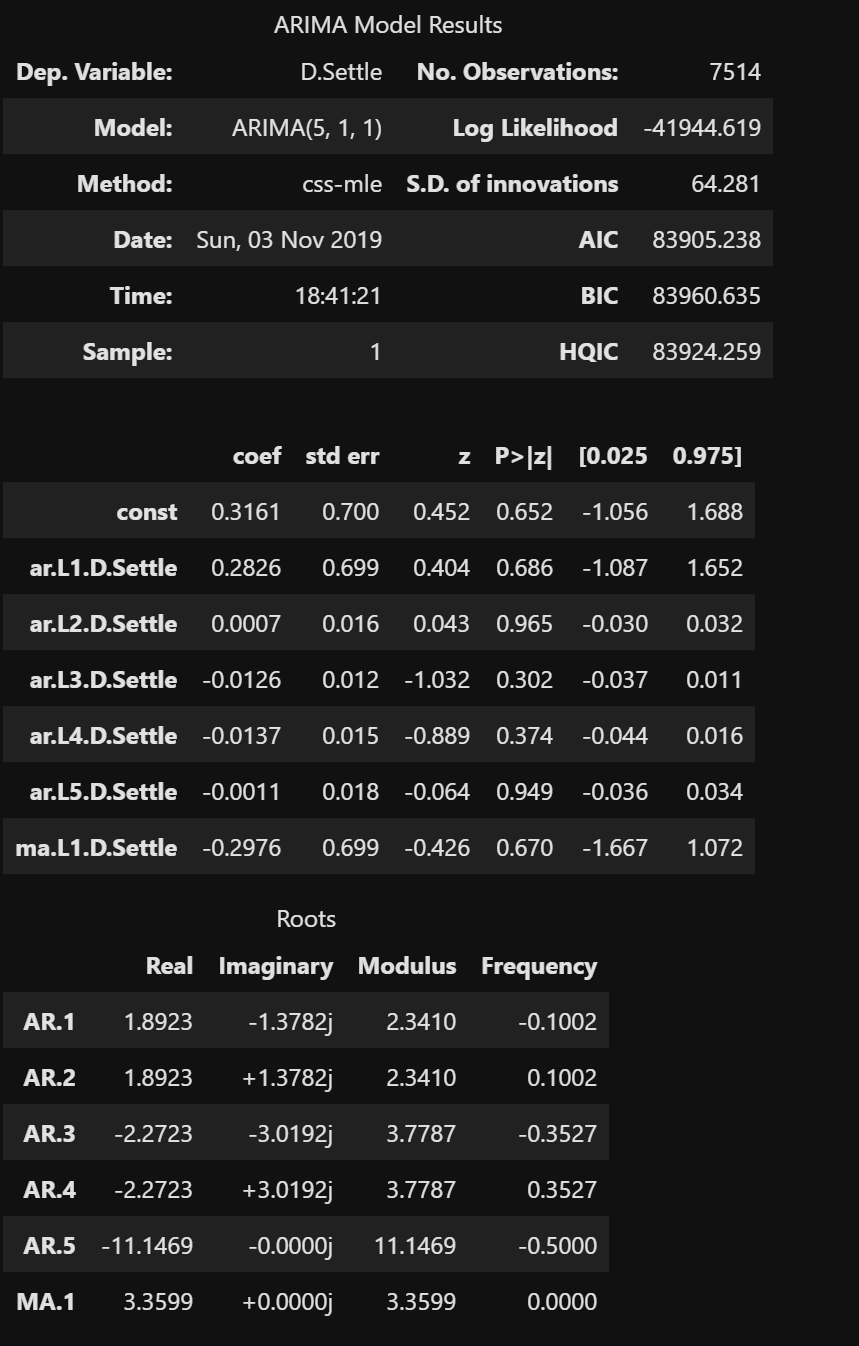 ARIMA Model Results
Dep. Variable: D.Settle No. Observations: 7514
Model: ARIMA(5, 1, 1) Log Likelihood -41944.619
Method: css-mle S.D. of innovations 64.281
Date: Sun, 03 Nov 2019 AIC 83905.238
Time: 18:41:21 BIC 83960.635
Sample: 1 HQIC 83924.259
coef std err z P>|z| [0.025 0.975]
const 0.3161 0.700 0.452 0.652 -1.056 1.688
ar.L1.D.Settle 0.2826 0.699 0.404 0.686 -1.087 1.652
ar.L2.D.Settle 0.0007 0.016 0.043 0.965 -0.030 0.032
ar.L3.D.Settle -0.0126 0.012 -1.032 0.302 -0.037 0.011
ar.L4.D.Settle -0.0137 0.015 -0.889 0.374 -0.044 0.016
ar.L5.D.Settle -0.0011 0.018 -0.064 0.949 -0.036 0.034
ma.L1.D.Settle -0.2976 0.699 -0.426 0.670 -1.667 1.072
Roots
Real Imaginary Modulus Frequency
AR.1 1.8923 -1.3782j 2.3410 -0.1002
AR.2 1.8923 +1.3782j 2.3410 0.1002
AR.3 -2.2723 -3.0192j 3.7787 -0.3527
AR.4 -2.2723 +3.0192j 3.7787 0.3527
AR.5 -11.1469 -0.0000j 11.1469 -0.5000
MA.1 3.3599 +0.0000j 3.3599 0.0000